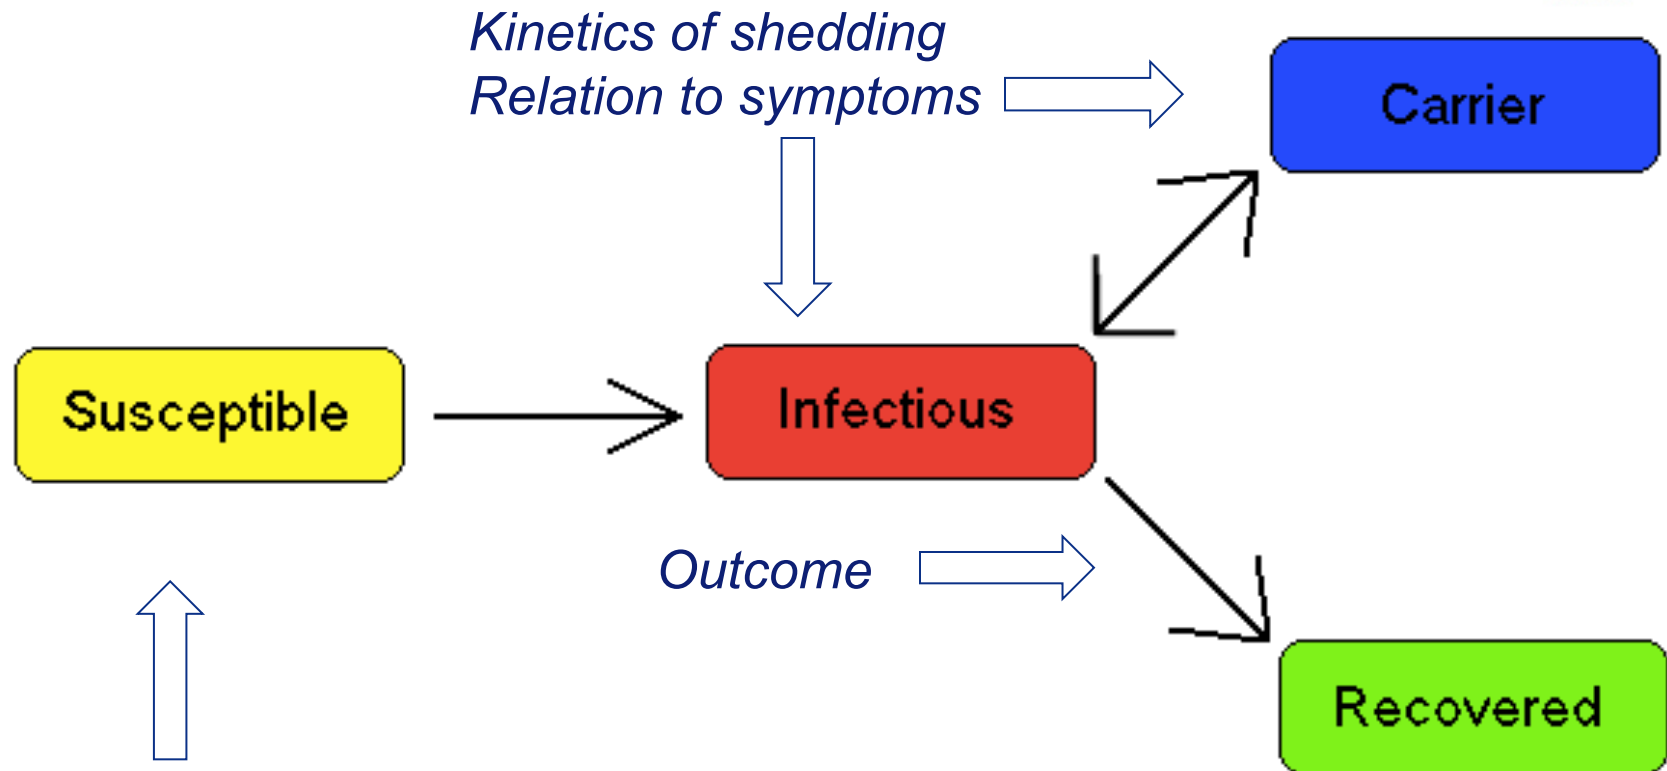 Kinetics of shedding
Relation to symptoms
Carrier
Susceptible
Infectious
Outcome
Recovered